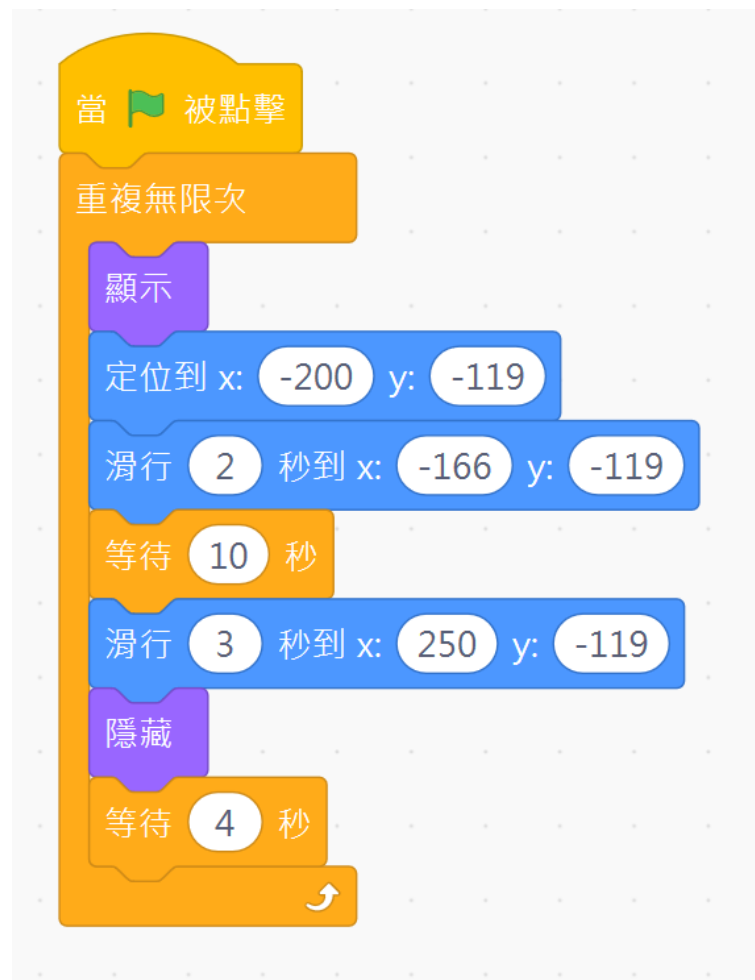 當 被點擊
重複無限次
顯示
定位到 x: -200 y: -119
滑行 2 秒到 x: -166 y: -119
等待 10 秒
滑行 3 秒到 x: 250 y: -119
隱藏
等待 4 秒